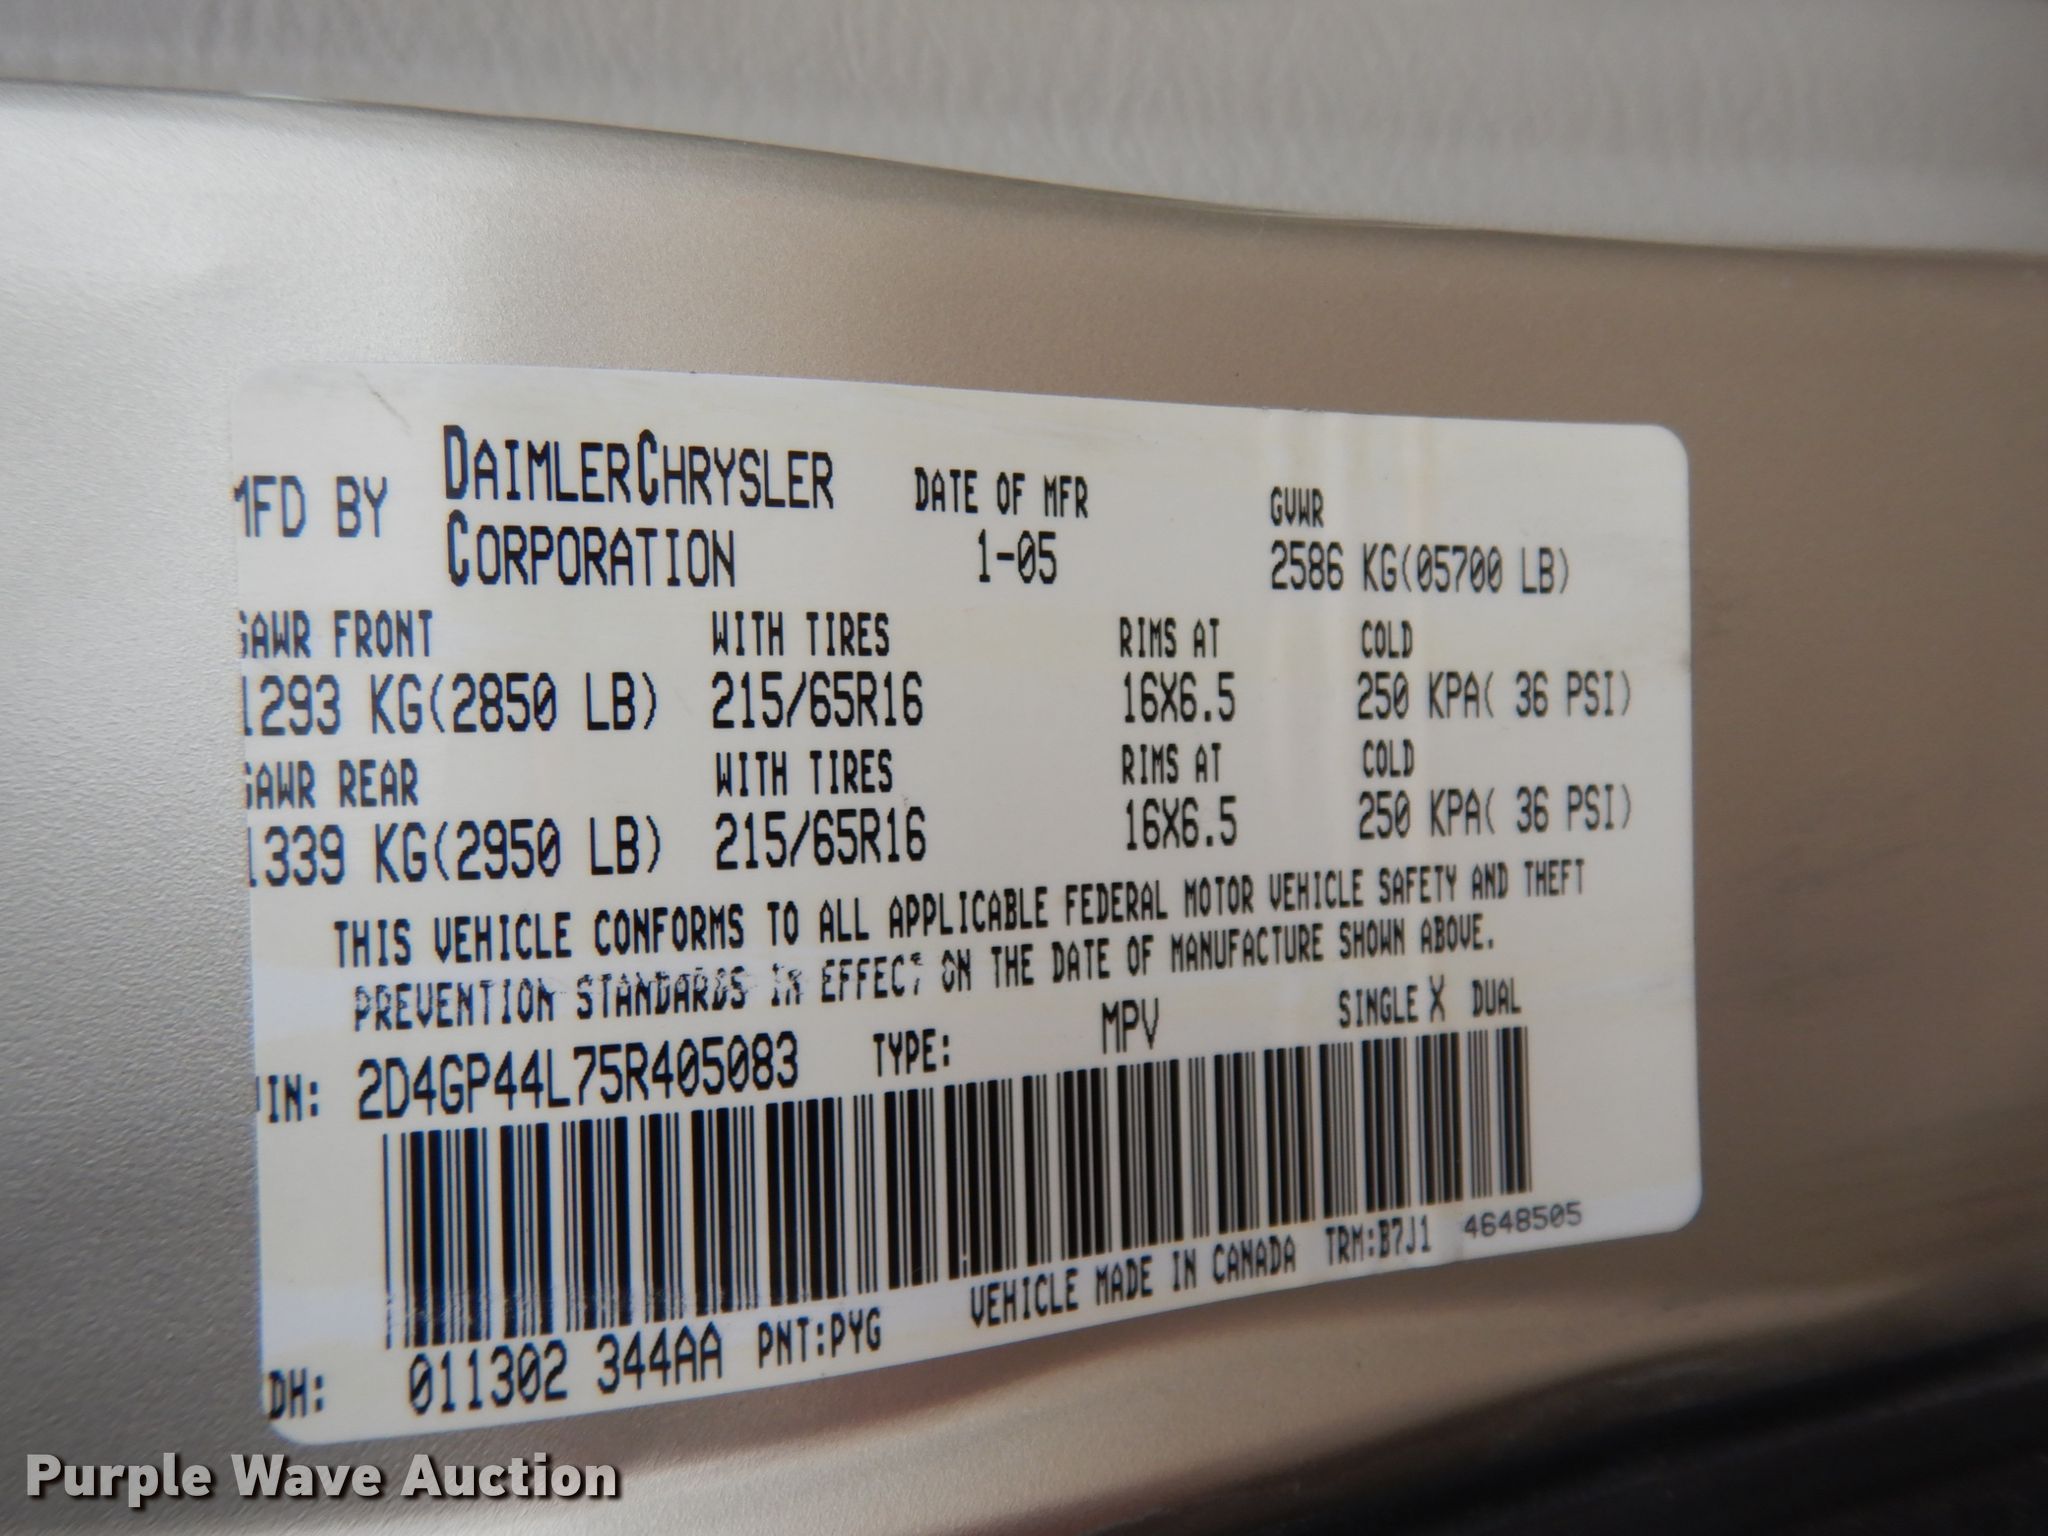 MFD BY DAIMLERCHRYSLER CORPORATION DATE OF MFR 1-05 GVWR 2586 KG(05700 LB)
GAWR FRONT WITH TIRES RIMS AT COLD
1293 KG(2850 LB) 215/65R16 16X6.5 250 KPA( 36 PSI)
GAWR REAR WITH TIRES RIMS AT COLD
1339 KG(2950 LB) 215/65R16 16X6.5 250 KPA( 36 PSI)
THIS VEHICLE CONFORMS TO ALL APPLICABLE FEDERAL MOTOR VEHICLE SAFETY AND THEFT
PREVENTION STANDARDS IN EFFECT ON THE DATE OF MANUFACTURE SHOWN ABOVE.
VIN: 2D4GP44L75R405083 TYPE: MPV SINGLE X DUAL
MDH: 011302 344AA PNT:PYG VEHICLE MADE IN CANADA TRM:B7J1 4648505
Purple Wave Auction